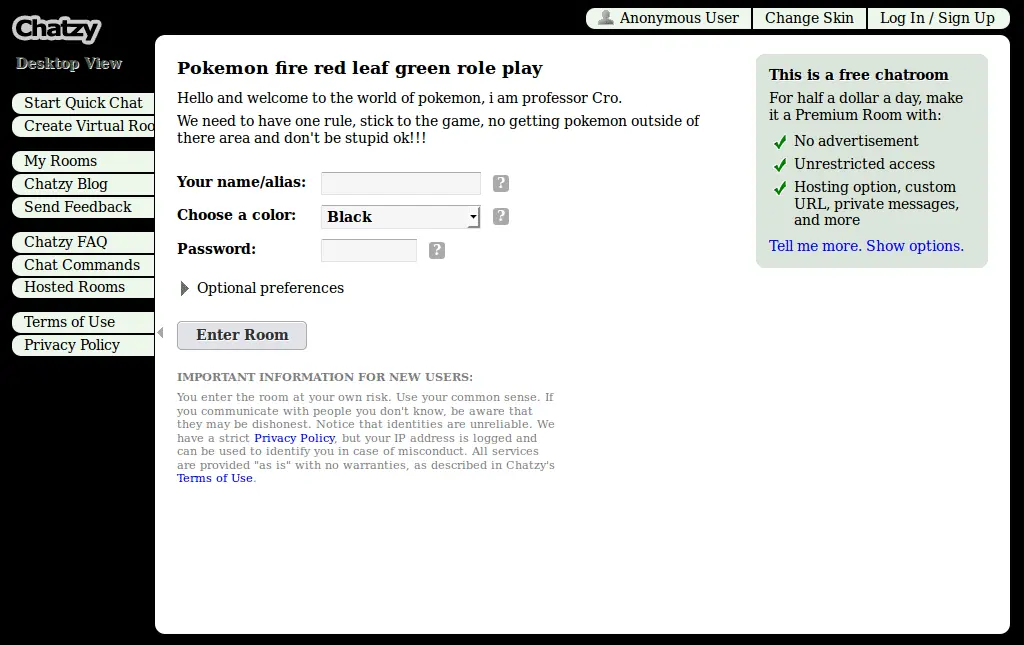 Chatzy
Desktop View
Anonymous User
Change Skin
Log In / Sign Up
Start Quick Chat
Create Virtual Roo
My Rooms
Chatzy Blog
Send Feedback
Chatzy FAQ
Chat Commands
Hosted Rooms
Terms of Use
Privacy Policy
Pokemon fire red leaf green role play
Hello and welcome to the world of pokemon, i am professor Cro.
We need to have one rule, stick to the game, no getting pokemon outside of
there area and don't be stupid ok!!!
Your name/alias:
?
Choose a color:
Black
?
Password:
?
Optional preferences
Enter Room
IMPORTANT INFORMATION FOR NEW USERS:
You enter the room at your own risk. Use your common sense. If
you communicate with people you don't know, be aware that
they may be dishonest. Notice that identities are unreliable. We
have a strict Privacy Policy, but your IP address is logged and
can be used to identify you in case of misconduct. All services
are provided "as is" with no warranties, as described in Chatzy's
Terms of Use.
This is a free chatroom
For half a dollar a day, make
it a Premium Room with:
No advertisement
Unrestricted access
Hosting option, custom
URL, private messages,
and more
Tell me more. Show options.